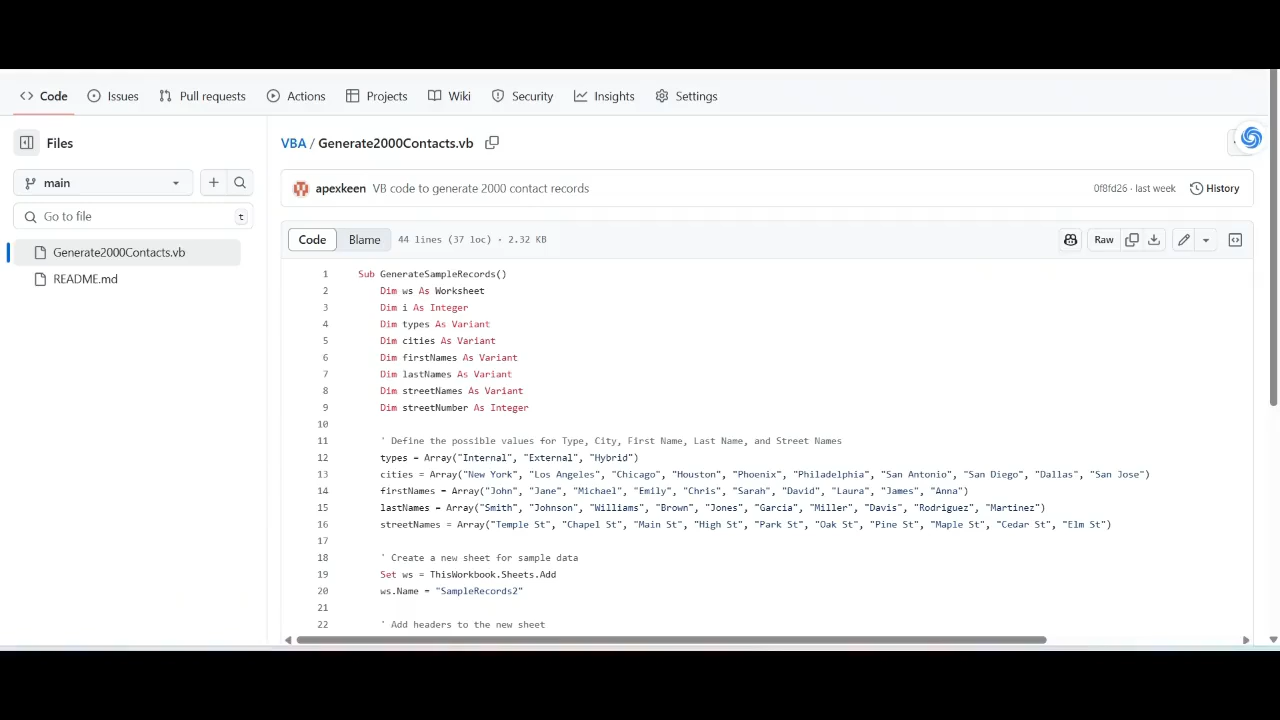 Code Issues Pull requests Actions Projects Wiki Security Insights Settings
Files
main
Go to file t
Generate2000Contacts.vb
README.md
VBA / Generate2000Contacts.vb
apexkeen VB code to generate 2000 contact records 0f8fd26 · last week History
Code Blame 44 lines (37 loc) · 2.32 KB Raw
1 Sub GenerateSampleRecords()
2 Dim ws As Worksheet
3 Dim i As Integer
4 Dim types As Variant
5 Dim cities As Variant
6 Dim firstNames As Variant
7 Dim lastNames As Variant
8 Dim streetNames As Variant
9 Dim streetNumber As Integer
10
11 ' Define the possible values for Type, City, First Name, Last Name, and Street Names
12 types = Array("Internal", "External", "Hybrid")
13 cities = Array("New York", "Los Angeles", "Chicago", "Houston", "Phoenix", "Philadelphia", "San Antonio", "San Diego", "Dallas", "San Jose")
14 firstNames = Array("John", "Jane", "Michael", "Emily", "Chris", "Sarah", "David", "Laura", "James", "Anna")
15 lastNames = Array("Smith", "Johnson", "Williams", "Brown", "Jones", "Garcia", "Miller", "Davis", "Rodriguez", "Martinez")
16 streetNames = Array("Temple St", "Chapel St", "Main St", "High St", "Park St", "Oak St", "Pine St", "Maple St", "Cedar St", "Elm St")
17
18 ' Create a new sheet for sample data
19 Set ws = ThisWorkbook.Sheets.Add
20 ws.Name = "SampleRecords2"
21
22 ' Add headers to the new sheet